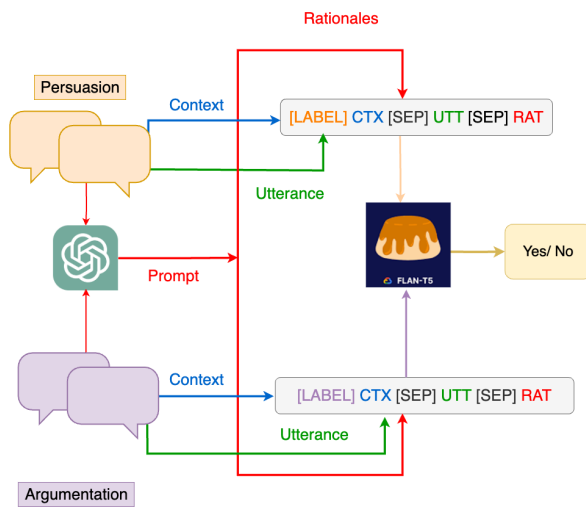 Rationales
Persuasion
Context
[LABEL] CTX [SEP] UTT [SEP] RAT
Utterance
Prompt
FLAN-T5
Yes/ No
Context
[LABEL] CTX [SEP] UTT [SEP] RAT
Utterance
Argumentation